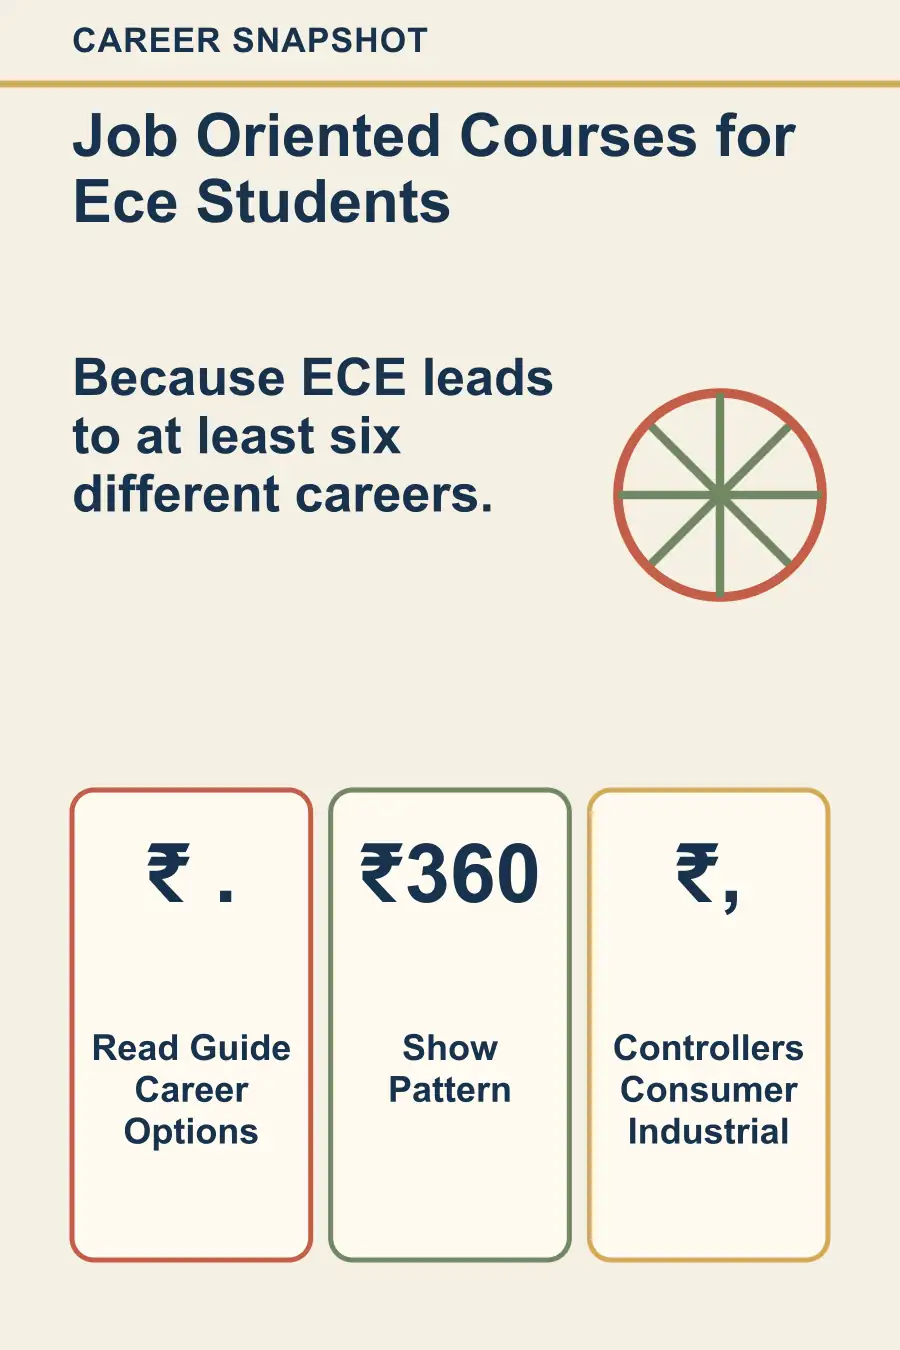 CAREER SNAPSHOT
Job Oriented Courses for
Ece Students
Because ECE leads
to at least six
different careers.
₹ .
Read Guide
Career
Options
₹360
Show
Pattern
₹,
Controllers
Consumer
Industrial